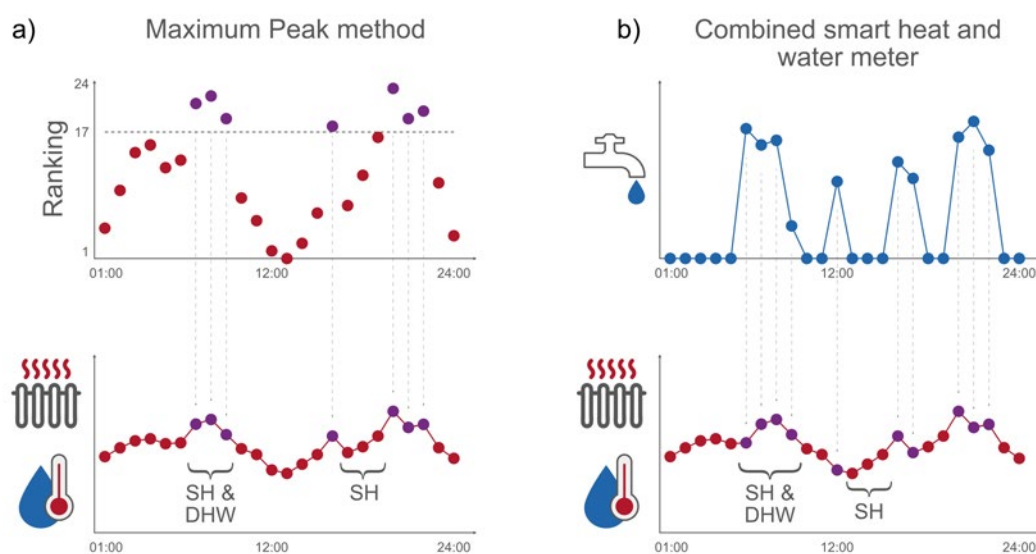 a)
Maximum Peak method
24
17
Ranking
1
01:00
12:00
24:00
SH &
DHW
SH
01:00
12:00
24:00
b)
Combined smart heat and
water meter
01:00
12:00
24:00
SH &
DHW
SH
01:00
12:00
24:00